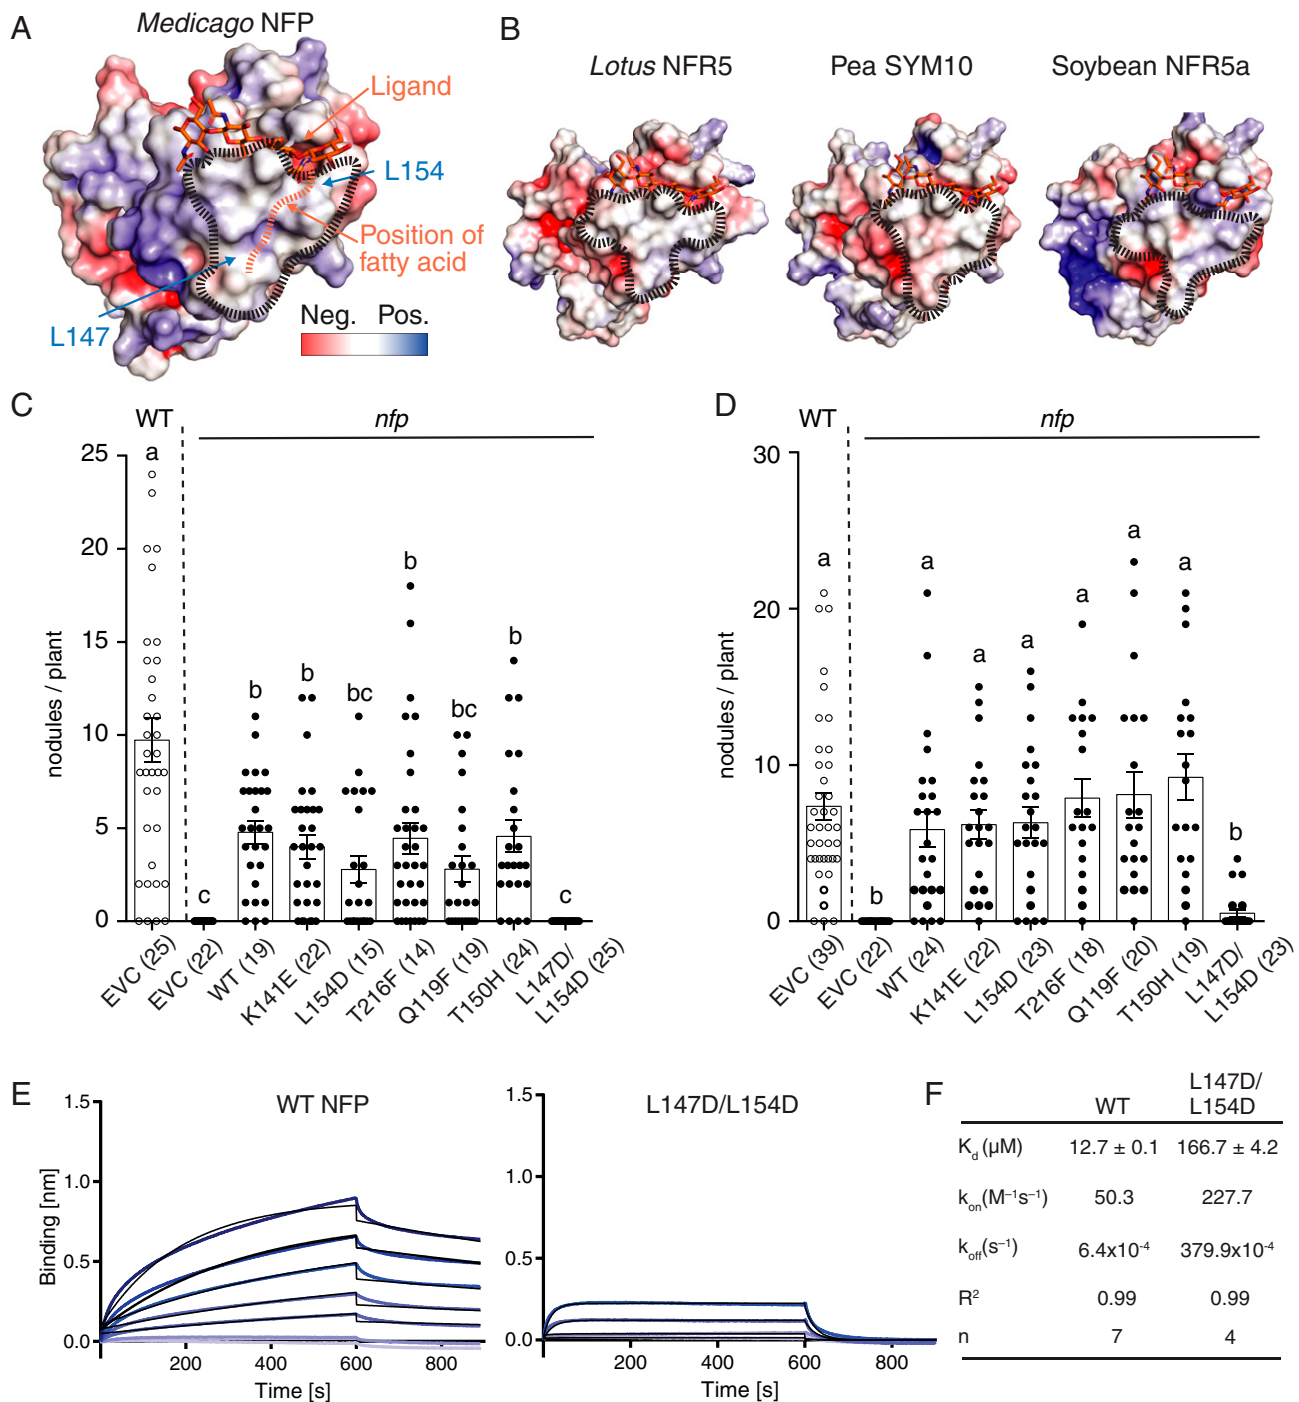 A
Medicago NFP
Ligand
L154
Position of
fatty acid
L147
Neg. Pos.
B
Lotus NFR5
Pea SYM10
Soybean NFR5a
C
WT
nfp
nodules / plant
25
20
15
10
5
0
a
c
b
b
bc
b
bc
b
c
EVC (25)
EVC (22)
WT (19)
K141E (22)
L154D (15)
T216F (14)
Q119F (19)
T150H (24)
L147D/
L154D (25)
D
WT
nfp
nodules / plant
30
20
10
0
a
b
a
a
a
a
a
a
b
EVC (39)
EVC (22)
WT (24)
K141E (22)
L154D (23)
T216F (18)
Q119F (20)
T150H (19)
L147D/
L154D (23)
E
WT NFP
Binding [nm]
1.5
1.0
0.5
0.0
200 400 600 800
Time [s]
L147D/L154D
1.5
1.0
0.5
0.0
200 400 600 800
Time [s]
F
WT L147D/
L154D
Kd (µM) 12.7 ± 0.1 166.7 ± 4.2
kon(M⁻¹s⁻¹) 50.3 227.7
koff(s⁻¹) 6.4x10⁻⁴ 379.9x10⁻⁴
R² 0.99 0.99
n 7 4